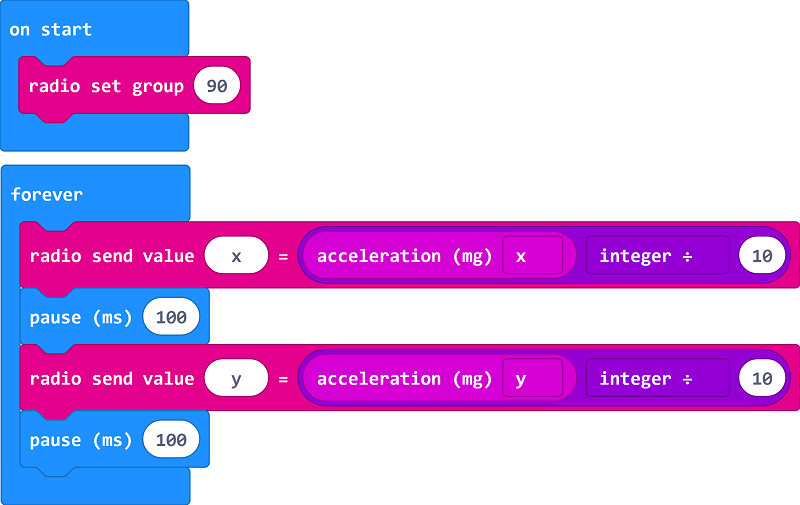 on start
radio set group 90
forever
radio send value x = acceleration (mg) x integer ÷ 10
pause (ms) 100
radio send value y = acceleration (mg) y integer ÷ 10
pause (ms) 100